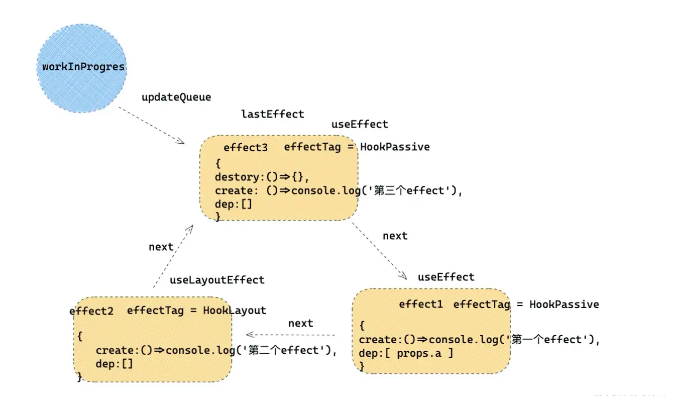 workInProgres
updateQueue
lastEffect
useEffect
effect3 effectTag = HookPassive
{
destory:()=>{},
create: ()=>console.log('第三个effect'),
dep:[]
}
next
next
useLayoutEffect
useEffect
effect2 effectTag = HookLayout
{
create:()=>console.log('第二个effect'),
dep:[]
}
next
effect1 effectTag = HookPassive
{
create:()=>console.log('第一个effect'),
dep:[ props.a ]
}